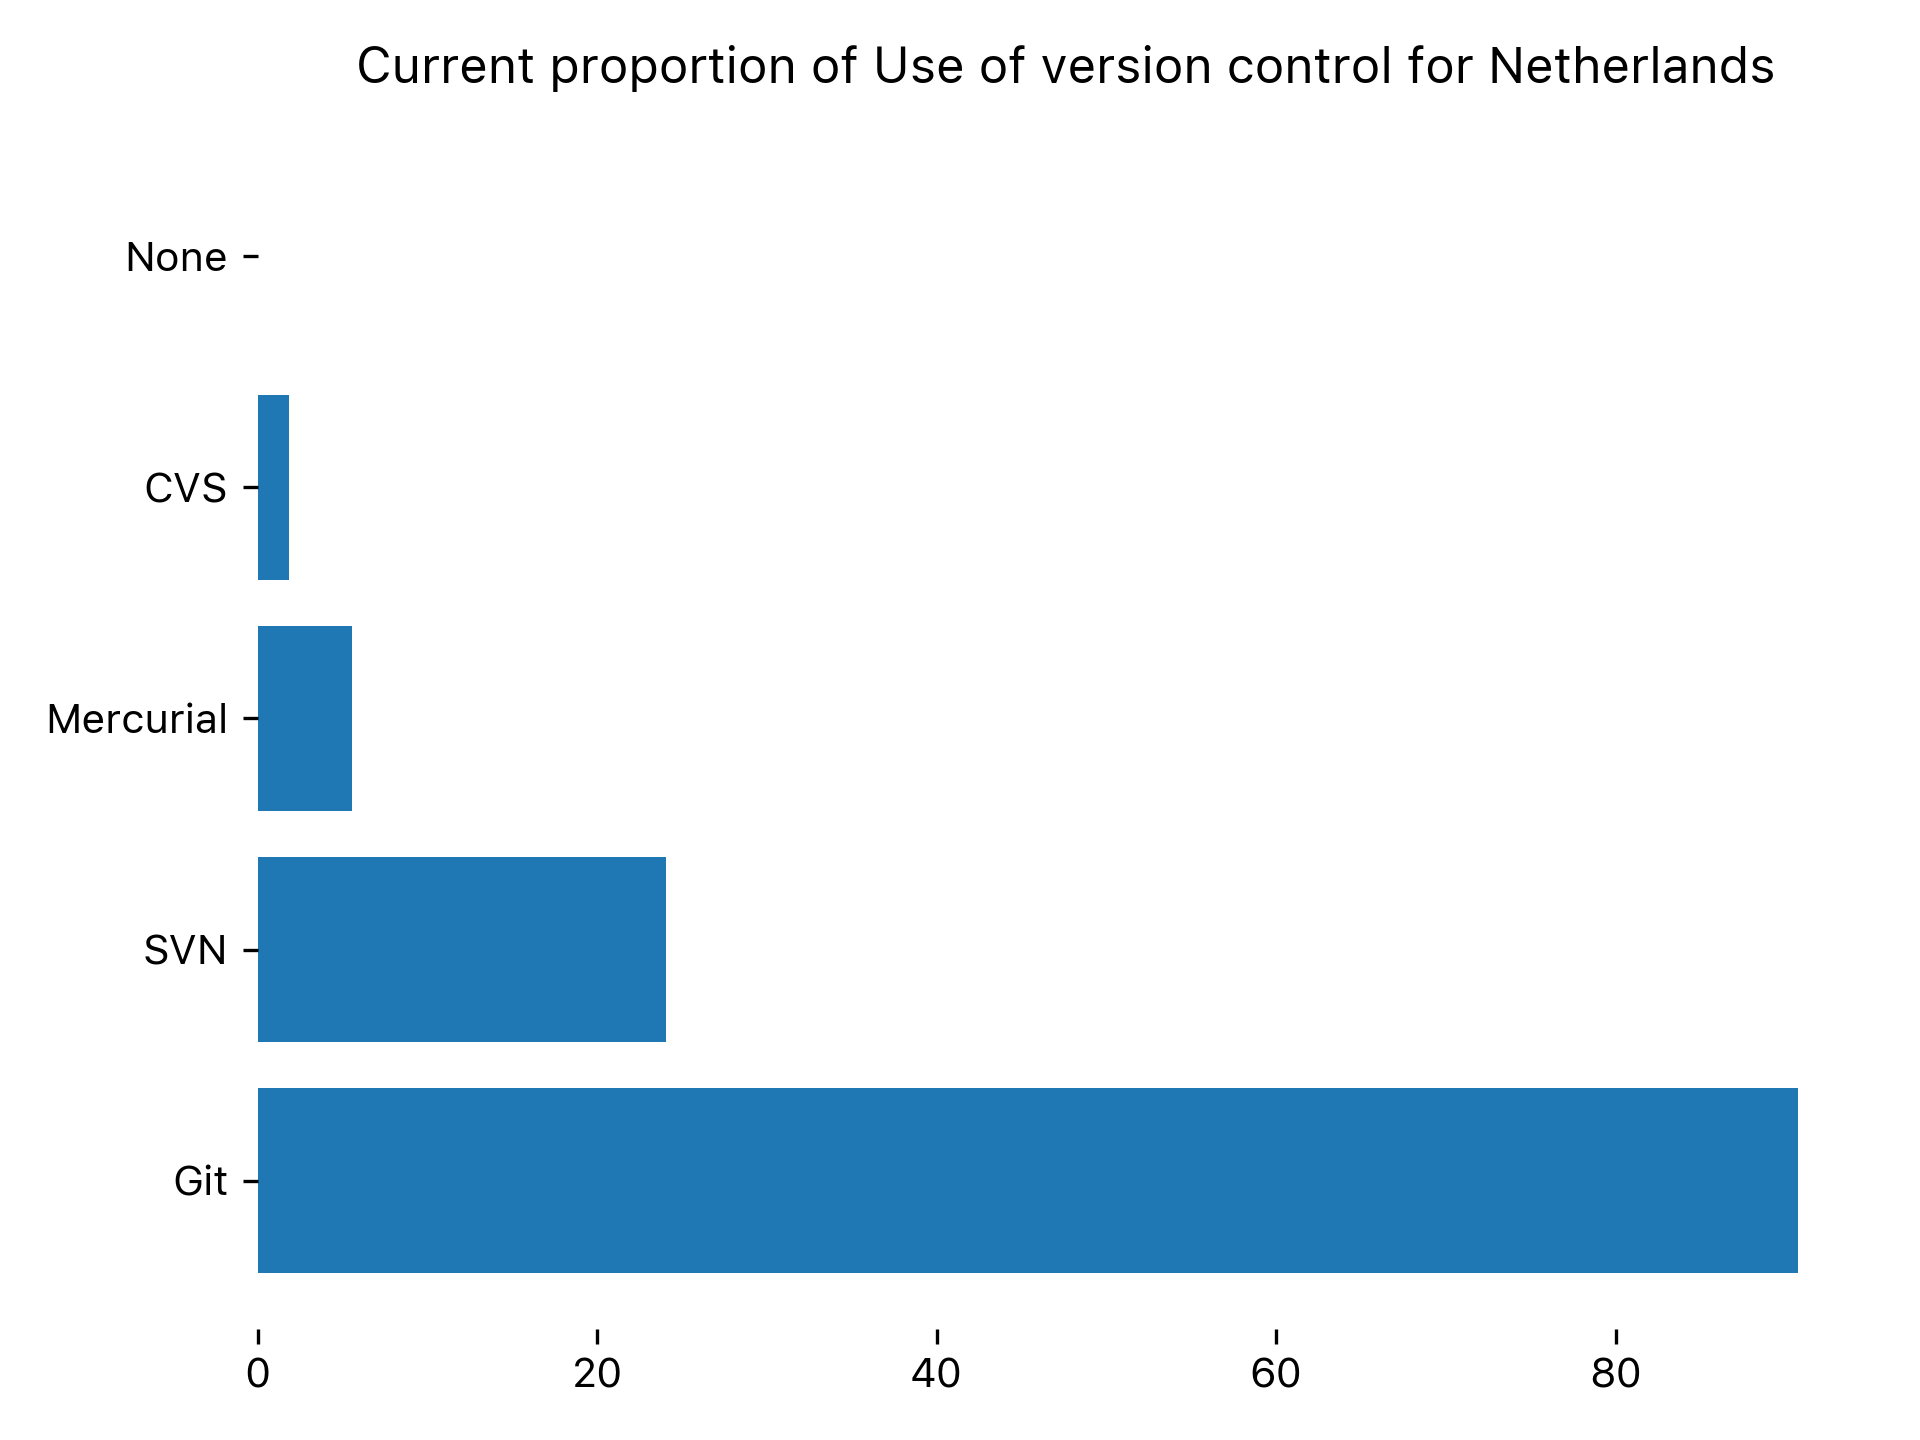 Current proportion of Use of version control for Netherlands
None
CVS
Mercurial
SVN
Git
0 20 40 60 80